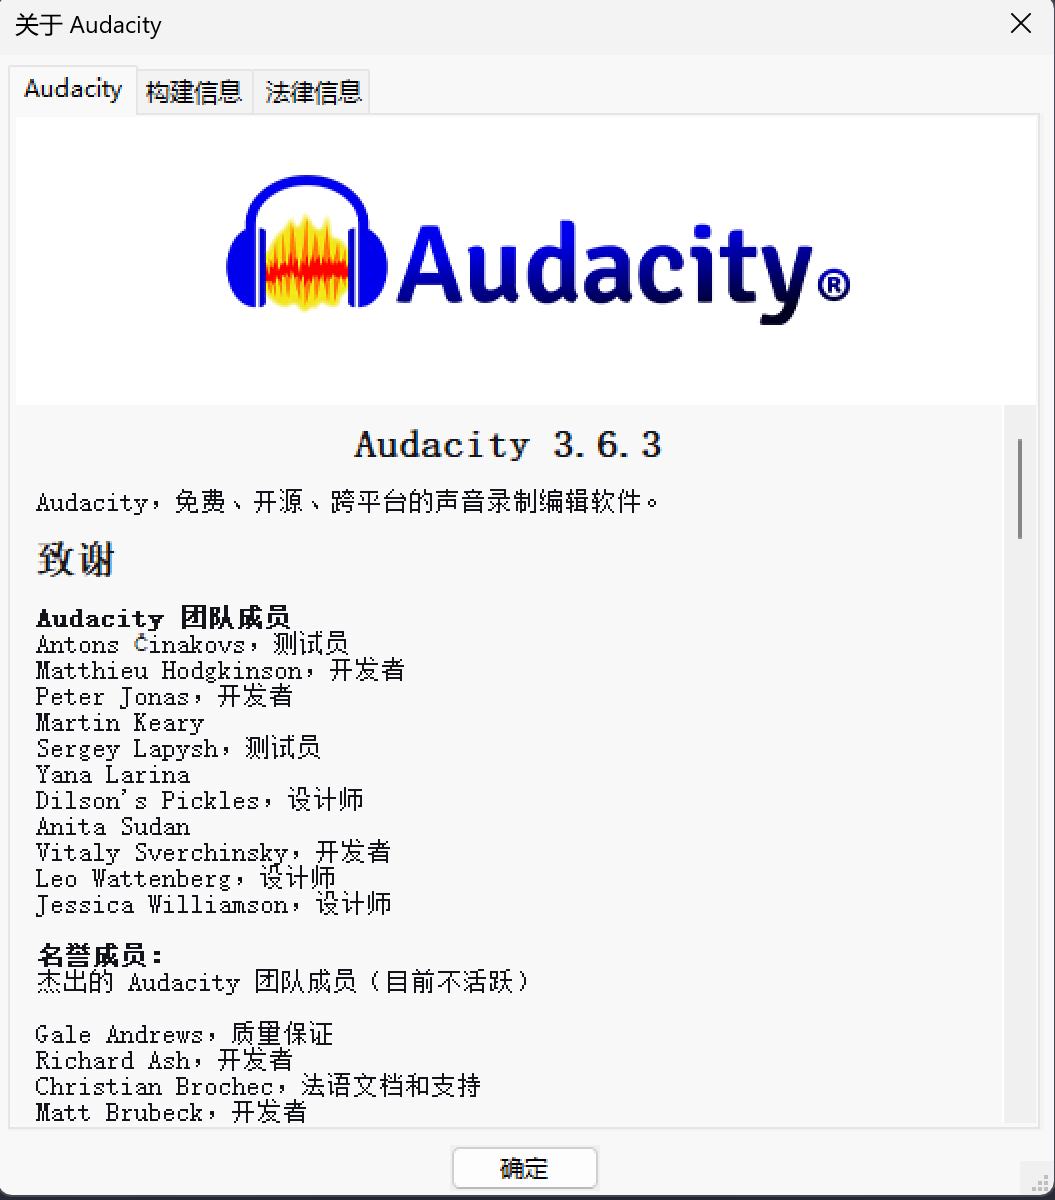 关于 Audacity
Audacity 构建信息 法律信息
Audacity®
Audacity 3.6.3
Audacity，免费、开源、跨平台的声音录制编辑软件。
致谢
Audacity 团队成员
Antons Činakovs，测试员
Matthieu Hodgkinson，开发者
Peter Jonas，开发者
Martin Keary
Sergey Lapysh，测试员
Yana Larina
Dilson's Pickles，设计师
Anita Sudan
Vitaly Sverchinsky，开发者
Leo Wattenberg，设计师
Jessica Williamson，设计师
名誉成员：
杰出的 Audacity 团队成员（目前不活跃）
Gale Andrews，质量保证
Richard Ash，开发者
Christian Brochec，法语文档和支持
Matt Brubeck，开发者
确定